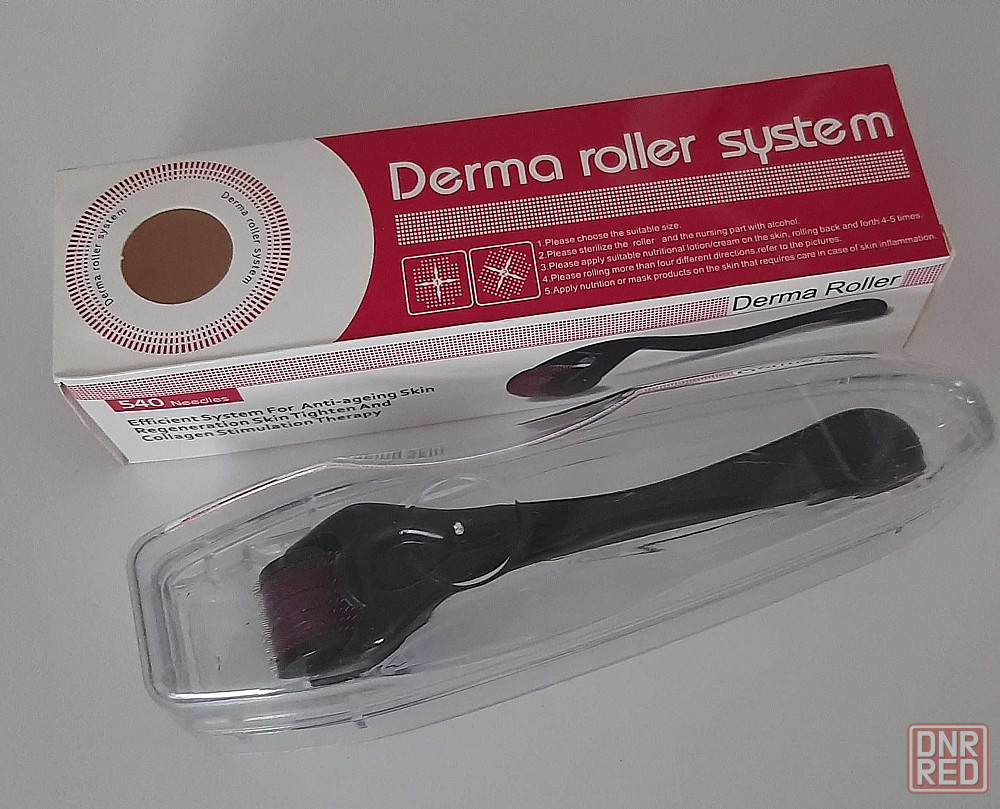 Derma roller system
Derma roller system
Derma roller system
1.Please choose the suitable size.
2.Please sterilize the roller and the nursing part with alcohol.
3.Please apply suitable nutritional lotion/cream on the skin, rolling back and forth 4-5 times.
4.Please rolling more than four different directions, refer to the pictures.
5.Apply nutrition or mask products on the skin that requires care in case of skin inflammation.
Derma Roller
540 Needles
Efficient System For Anti-ageing Skin
Regeneration Skin Tighten And
Collagen Stimulation Therapy
DNR
RED